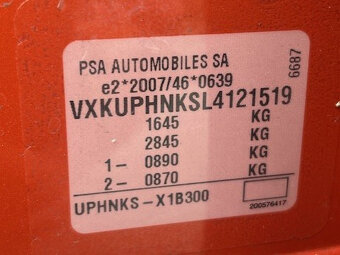 PSA AUTOMOBILES SA
e2*2007/46*0639
6687
VXKUPHNKSL4121519
1645 KG
2845 KG
1- 0890 KG
2- 0870 KG
UPHNKS-X1B300
200576417